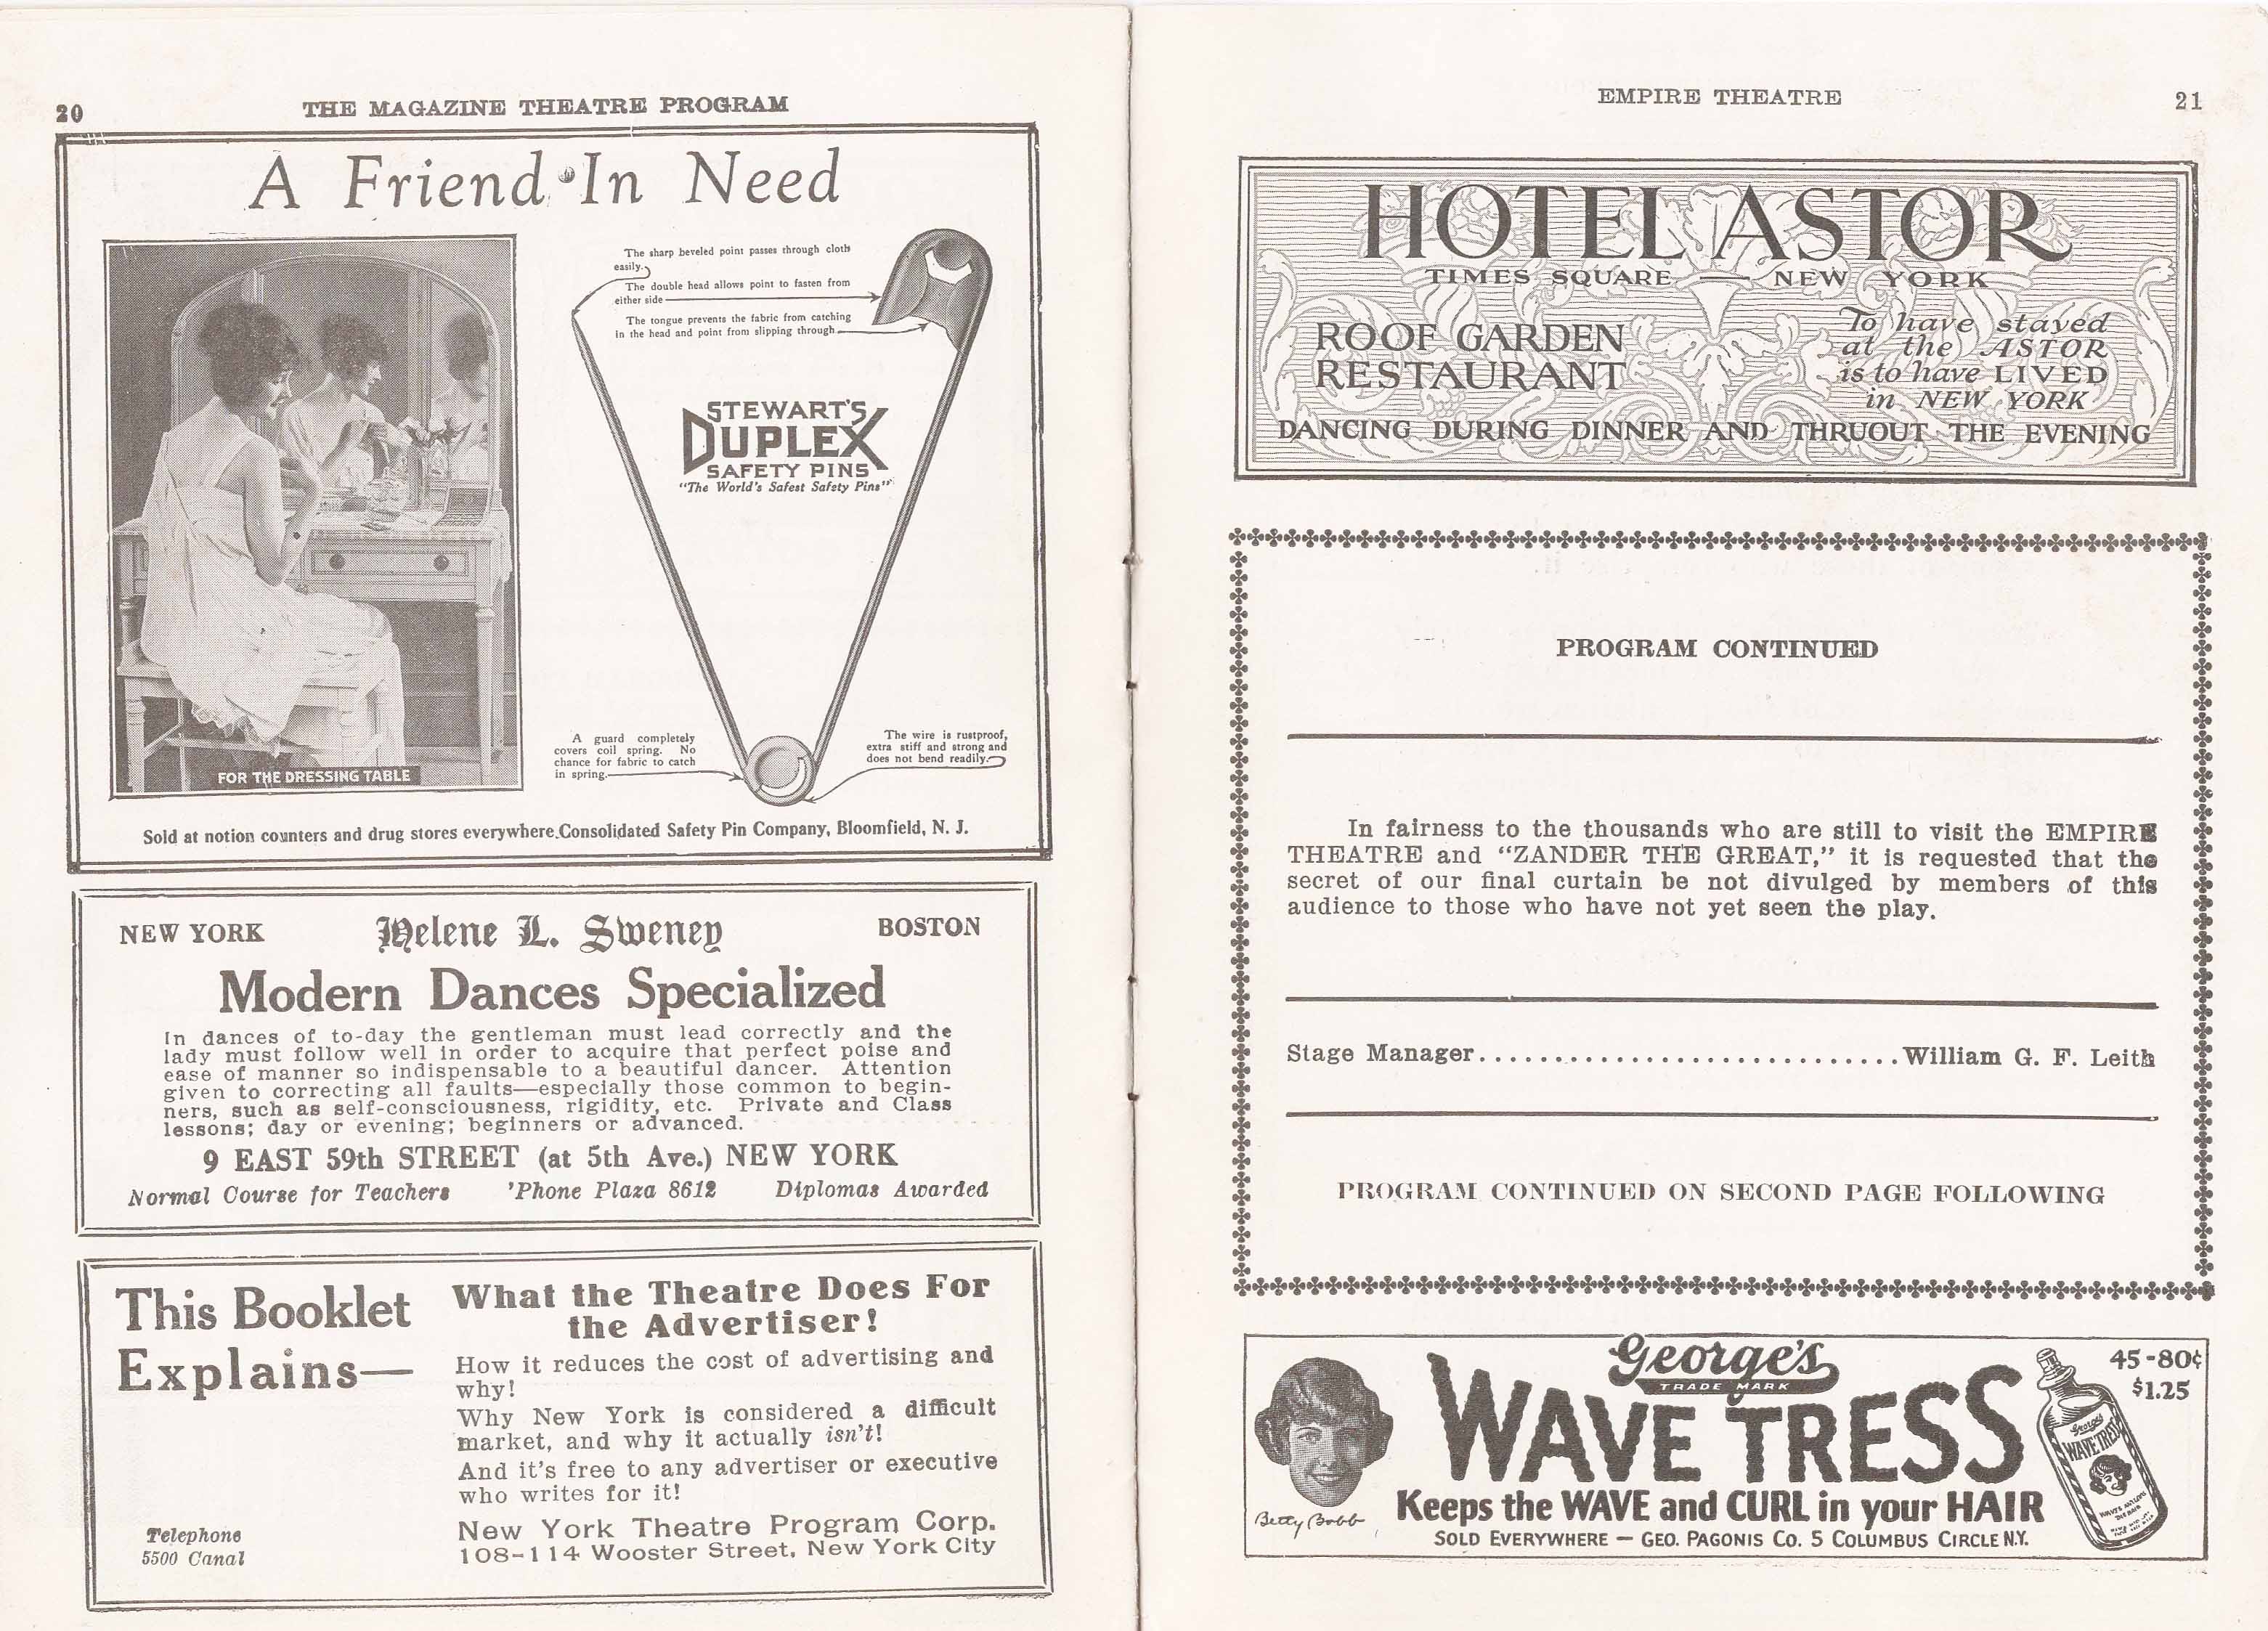 20
THE MAGAZINE THEATRE PROGRAM
A Friend In Need
The sharp beveled point passes through cloth
easily.
The double head allows point to fasten from
either side
The tongue prevents the fabric from catching
in the head and point from slipping through
STEWART'S
DUPLEX
SAFETY PINS
"The World's Safest Safety Pins"
A guard completely
covers coil spring. No
chance for fabric to catch
in spring.
The wire is rustproof,
extra stiff and strong and
does not bend readily.
FOR THE DRESSING TABLE
Sold at notion counters and drug stores everywhere. Consolidated Safety Pin Company, Bloomfield, N. J.
NEW YORK Helene L. Sweney BOSTON
Modern Dances Specialized
In dances of to-day the gentleman must lead correctly and the
lady must follow well in order to acquire that perfect poise and
ease of manner so indispensable to a beautiful dancer. Attention
given to correcting all faults—especially those common to begin-
ners, such as self-consciousness, rigidity, etc. Private and Class
lessons; day or evening; beginners or advanced.
9 EAST 59th STREET (at 5th Ave.) NEW YORK
Normal Course for Teachers 'Phone Plaza 8612 Diplomas Awarded
This Booklet
Explains—
What the Theatre Does For
the Advertiser!
How it reduces the cost of advertising and
why!
Why New York is considered a difficult
market, and why it actually isn't!
And it's free to any advertiser or executive
who writes for it!
Telephone
5500 Canal
New York Theatre Program Corp.
108-114 Wooster Street, New York City
EMPIRE THEATRE
21
HOTEL ASTOR
TIMES SQUARE — NEW YORK
ROOF GARDEN
RESTAURANT
To have stayed
at the ASTOR
is to have LIVED
in NEW YORK
DANCING DURING DINNER AND THRUOUT THE EVENING
PROGRAM CONTINUED
In fairness to the thousands who are still to visit the EMPIRE
THEATRE and "ZANDER THE GREAT," it is requested that the
secret of our final curtain be not divulged by members of this
audience to those who have not yet seen the play.
Stage Manager............................William G. F. Leith
PROGRAM CONTINUED ON SECOND PAGE FOLLOWING
George's
TRADE MARK
WAVE TRESS
45-80¢
$1.25
George's
WAVE TRESS
Betty Bobb
Keeps the WAVE and CURL in your HAIR
SOLD EVERYWHERE — GEO. PAGONIS CO. 5 COLUMBUS CIRCLE N.Y.